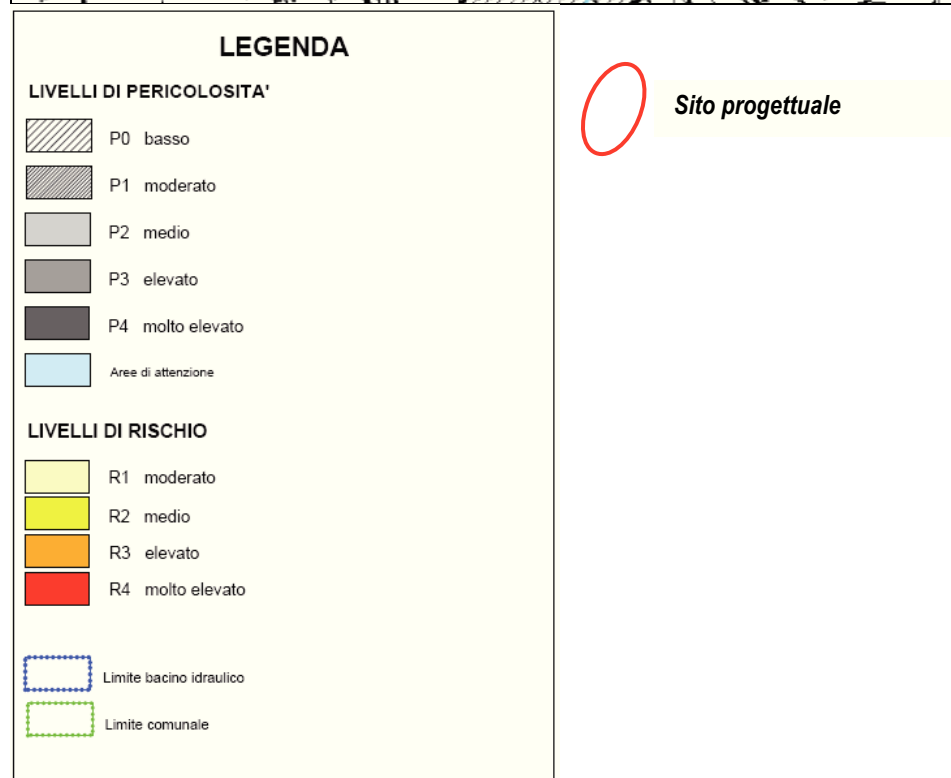 LEGENDA
LIVELLI DI PERICOLOSITA'
P0 basso
P1 moderato
P2 medio
P3 elevato
P4 molto elevato
Aree di attenzione
LIVELLI DI RISCHIO
R1 moderato
R2 medio
R3 elevato
R4 molto elevato
Limite bacino idraulico
Limite comunale
Sito progettuale